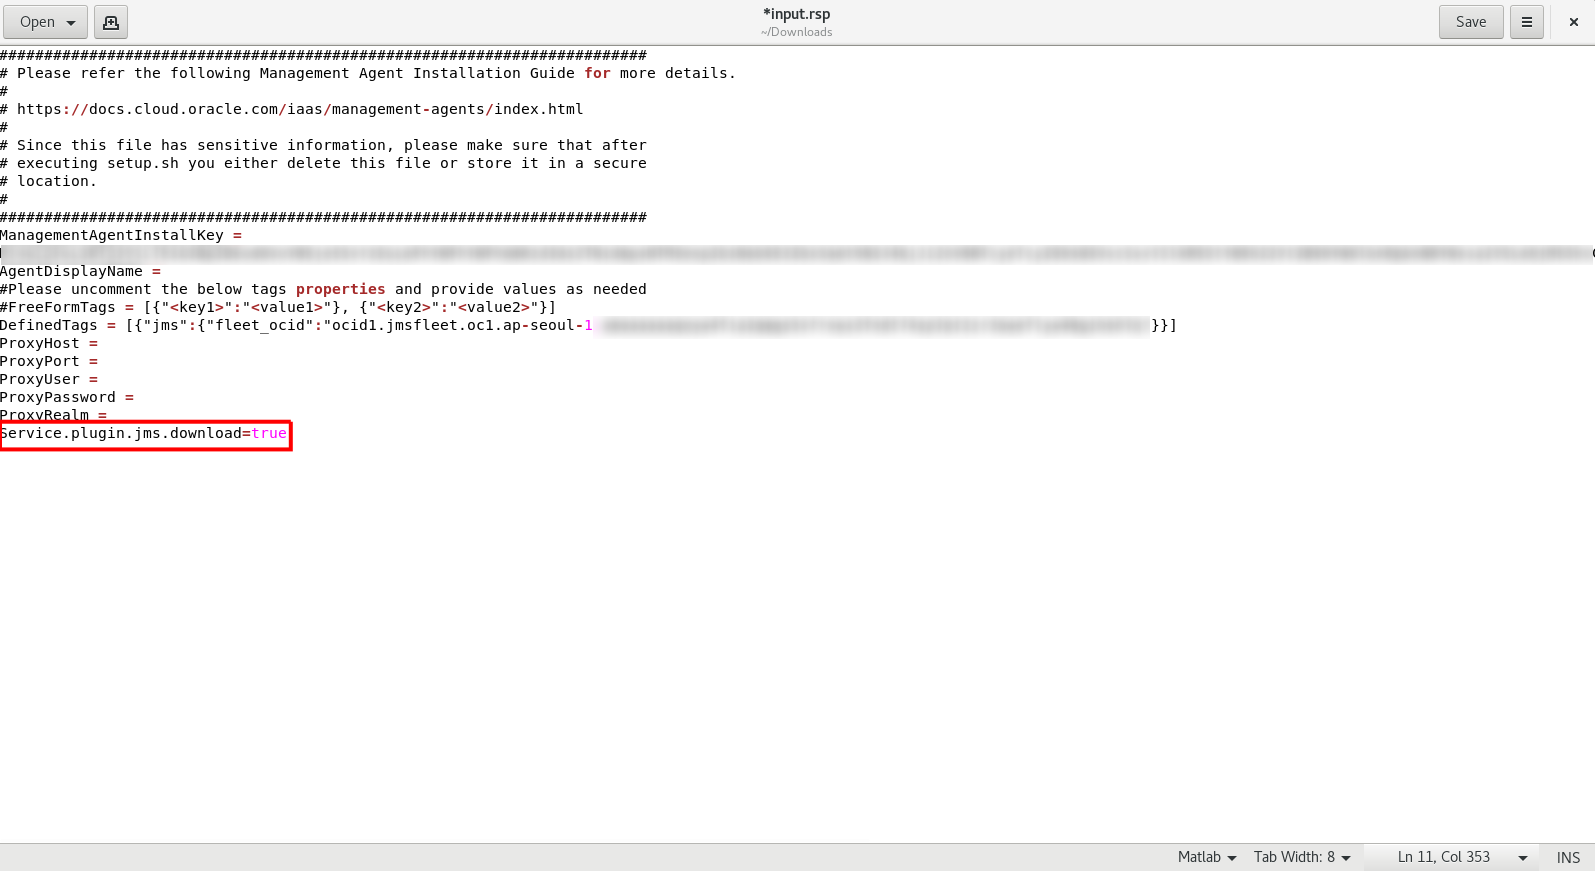 Open
*input.rsp
~/Downloads
Save
########################################################################
# Please refer the following Management Agent Installation Guide for more details.
#
# https://docs.cloud.oracle.com/iaas/management-agents/index.html
#
# Since this file has sensitive information, please make sure that after
# executing setup.sh you either delete this file or store it in a secure
# location.
#
########################################################################
ManagementAgentInstallKey =
AgentDisplayName =
#Please uncomment the below tags properties and provide values as needed
#FreeFormTags = [{"<key1>":"<value1>"}, {"<key2>":"<value2>"}]
DefinedTags = [{"jms":{"fleet_ocid":"ocid1.jmsfleet.oc1.ap-seoul-1 }}]
ProxyHost =
ProxyPort =
ProxyUser =
ProxyPassword =
ProxyRealm =
Service.plugin.jms.download=true
Matlab Tab Width: 8 Ln 11, Col 353 INS